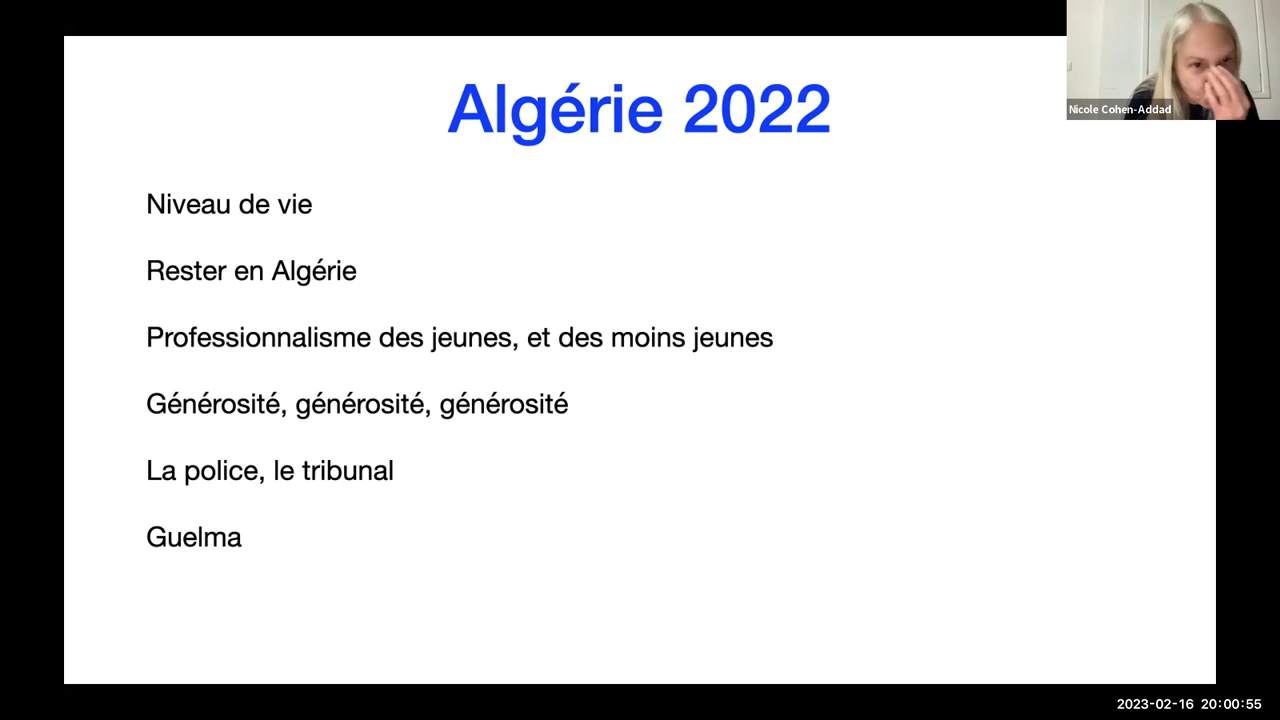 Algérie 2022
Nicole Cohen-Addad
Niveau de vie
Rester en Algérie
Professionnalisme des jeunes, et des moins jeunes
Générosité, générosité, générosité
La police, le tribunal
Guelma
2023-02-16 20:00:55